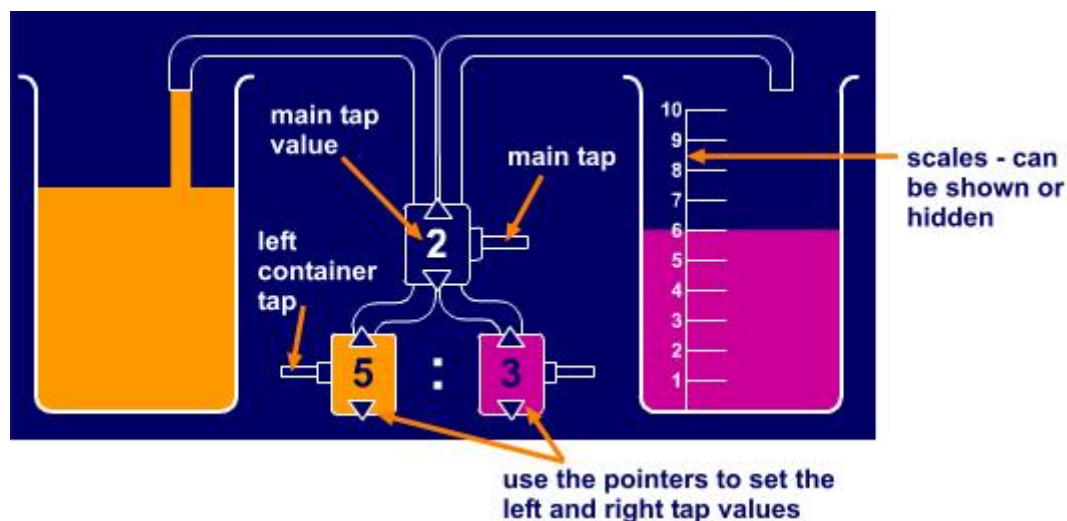 main tap
value
main tap
scales - can
be shown or
hidden
left
container
tap
2
5 : 3
10
9
8
7
6
5
4
3
2
1
use the pointers to set the
left and right tap values